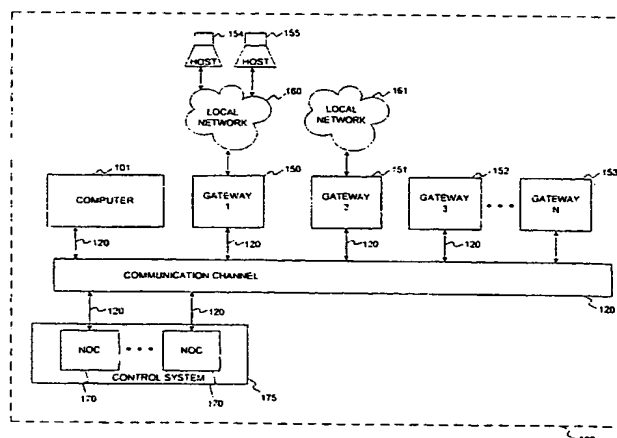 154
155
HOST
HOST
LOCAL
NETWORK
160
LOCAL
NETWORK
161
101
COMPUTER
150
GATEWAY
1
151
GATEWAY
2
152
GATEWAY
3
153
GATEWAY
N
120
120
120
120
COMMUNICATION CHANNEL
120
120
120
NOC
NOC
CONTROL SYSTEM
170
170
175